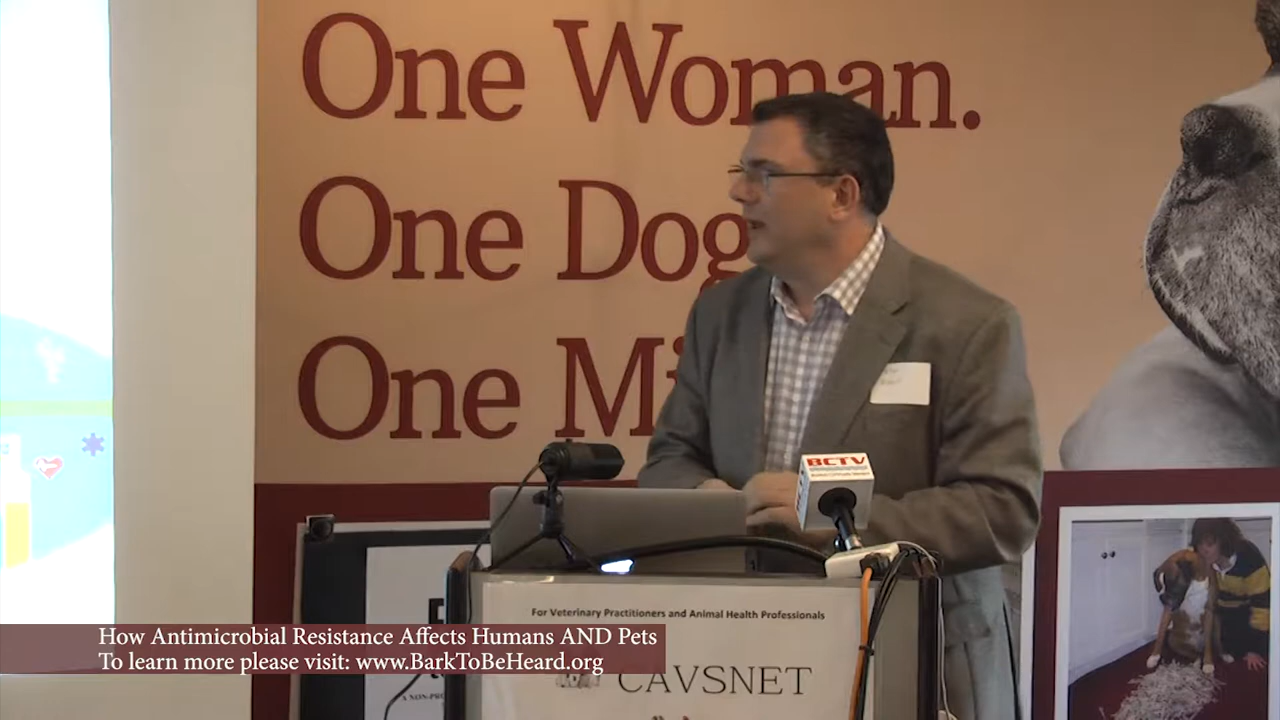 One Woman.
One Dog
One Mi
BCTV
For Veterinary Practitioners and Animal Health Professionals
CAVSNET
How Antimicrobial Resistance Affects Humans AND Pets
To learn more please visit: www.BarkToBeHeard.org